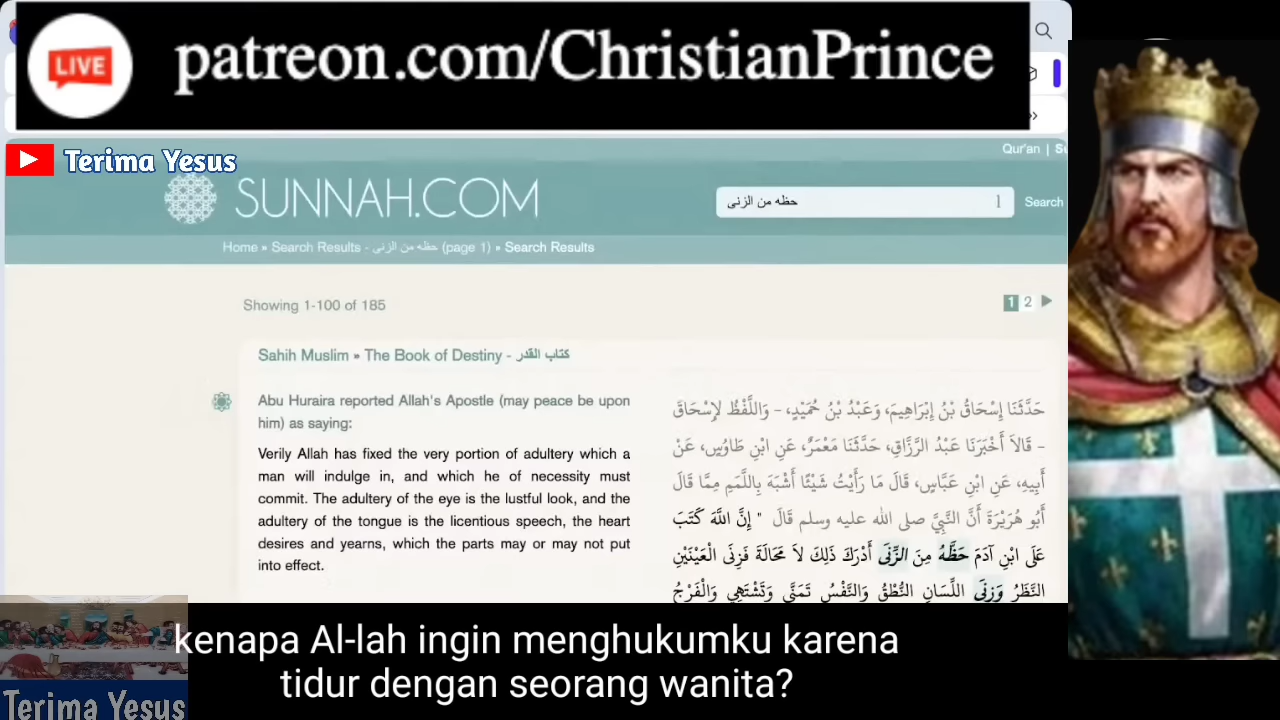 LIVE
patreon.com/ChristianPrince
Terima Yesus
Qur'an | Su
SUNNAH.COM
حظه من الزنى
Search
Home » Search Results - حظه من الزنى (page 1) » Search Results
Showing 1-100 of 185
1 2
Sahih Muslim » The Book of Destiny - كتاب القدر
Abu Huraira reported Allah's Apostle (may peace be upon
him) as saying:
Verily Allah has fixed the very portion of adultery which a
man will indulge in, and which he of necessity must
commit. The adultery of the eye is the lustful look, and the
adultery of the tongue is the licentious speech, the heart
desires and yearns, which the parts may or may not put
into effect.
حَدَّثَنَا إِسْحَاقُ بْنُ إِبْرَاهِيمَ، وَعَبْدُ بْنُ حُمَيْدٍ، - وَاللَّفْظُ لإِسْحَاقَ
- قَالاَ أَخْبَرَنَا عَبْدُ الرَّزَّاقِ، حَدَّثَنَا مَعْمَرٌ، عَنِ ابْنِ طَاوُسٍ، عَنْ
أَبِيهِ، عَنِ ابْنِ عَبَّاسٍ، قَالَ مَا رَأَيْتُ شَيْئًا أَشْبَهَ بِاللَّمَمِ مِمَّا قَالَ
أَبُو هُرَيْرَةَ أَنَّ النَّبِيَّ صلى الله عليه وسلم قَالَ " إِنَّ اللَّهَ كَتَبَ
عَلَى ابْنِ آدَمَ حَظَّهُ مِنَ الزِّنَى أَدْرَكَ ذَلِكَ لاَ مَحَالَةَ فَزِنَى الْعَيْنَيْنِ
النَّظَرُ وَزِنَى اللِّسَانِ النُّطْقُ وَالنَّفْسُ تَمَنَّى وَتَشْتَهِي وَالْفَرْجُ
kenapa Al-lah ingin menghukumku karena
tidur dengan seorang wanita?
Terima Yesus